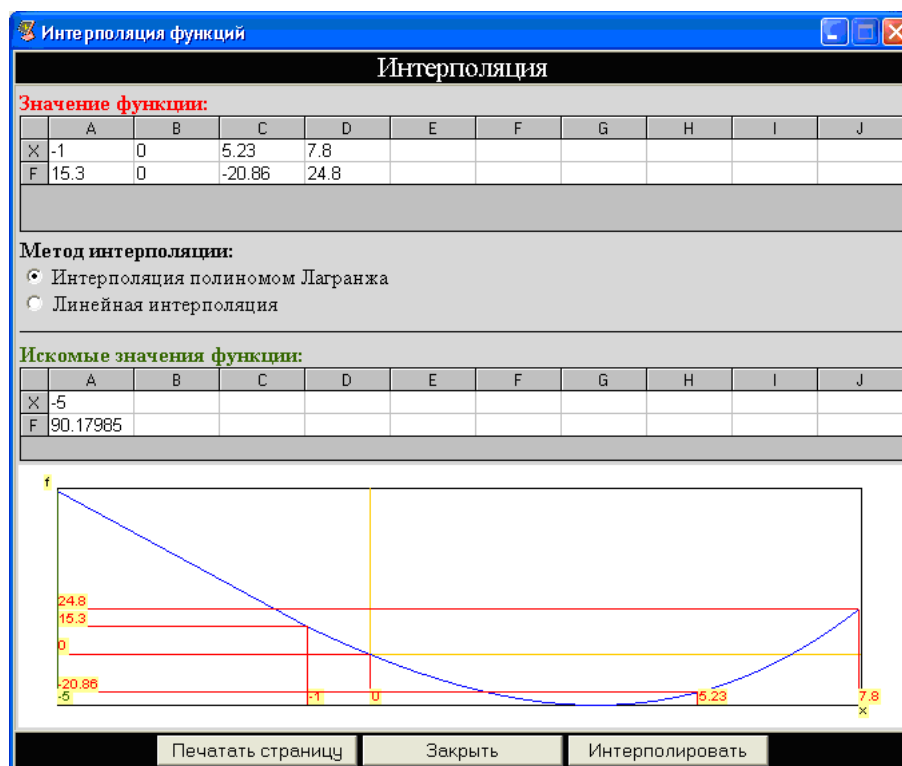 Интерполяция функций
Интерполяция
Значение функции:
A B C D E F G H I J
X -1 0 5.23 7.8
F 15.3 0 -20.86 24.8
Метод интерполяции:
Интерполяция полиномом Лагранжа
Линейная интерполяция
Искомые значения функции:
A B C D E F G H I J
X -5
F 90.17985
f
24.8
15.3
0
-20.86
-5 -1 0 5.23 7.8
x
Печатать страницу Закрыть Интерполировать